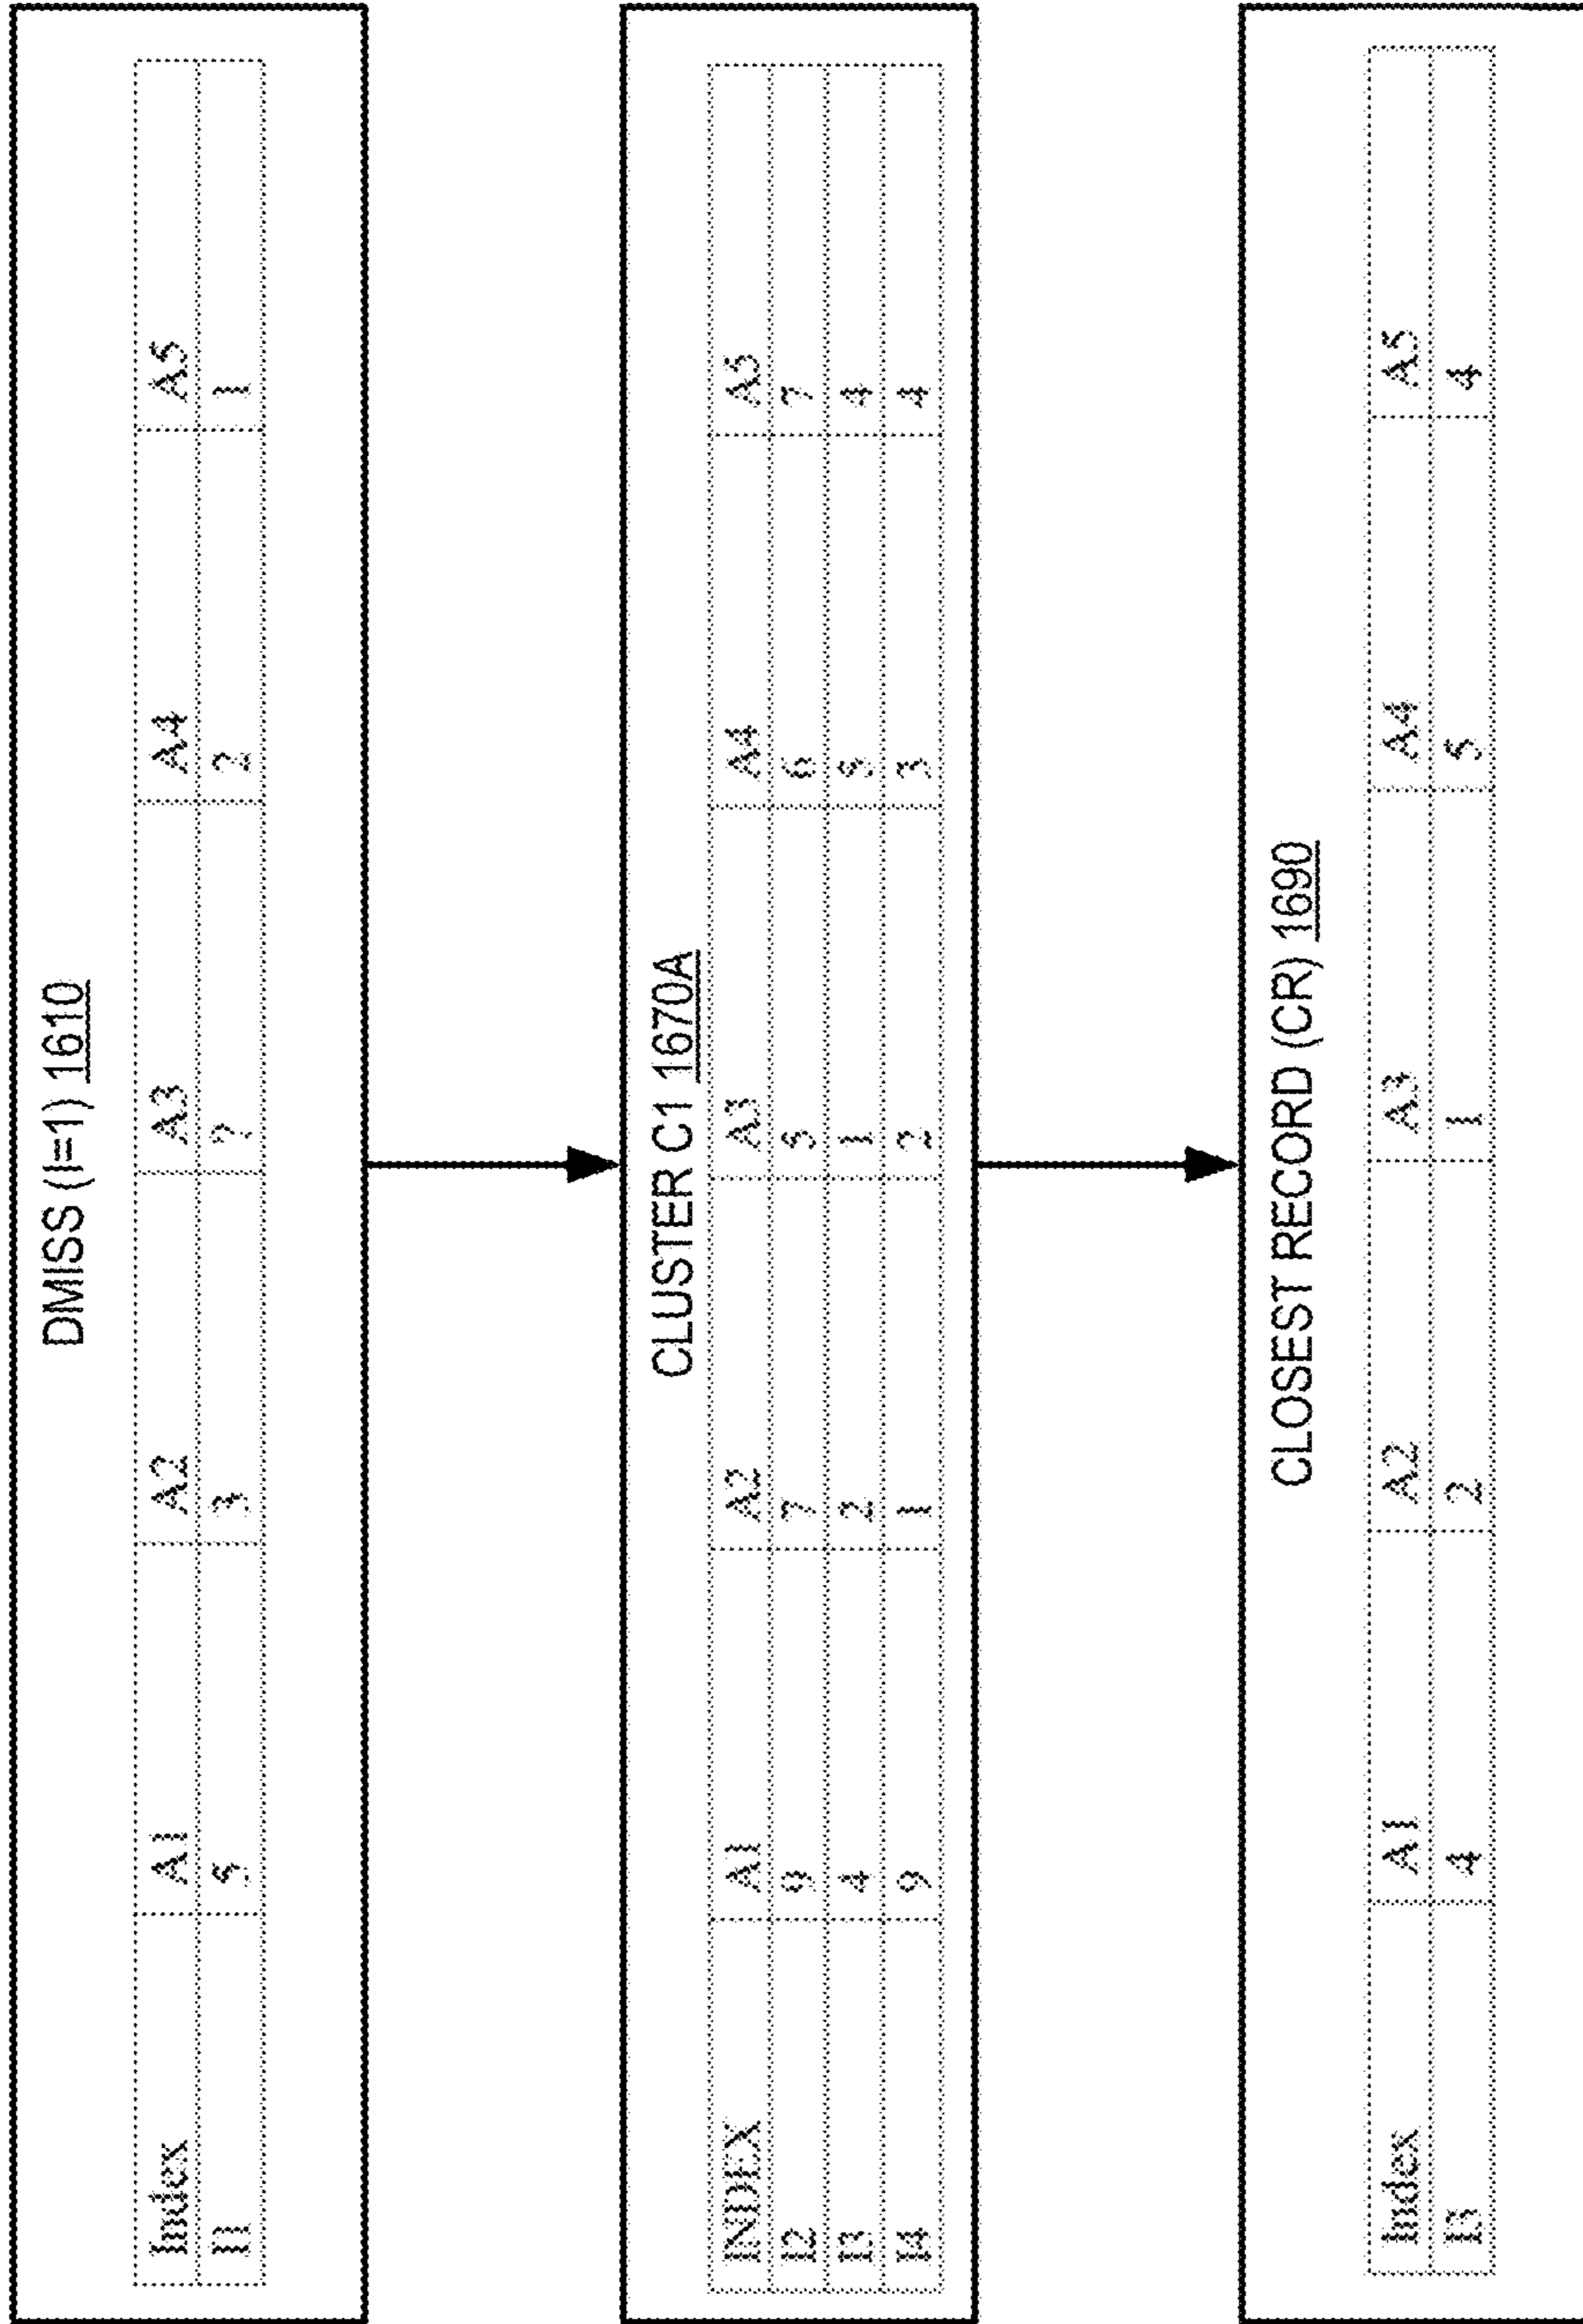 DMISS (I=1) 1610
Index A1 A2 A3 A4 A5
I1 5 3 ? 2 1
CLUSTER C1 1670A
INDEX A1 A2 A3 A4 A5
I2 9 7 5 6 7
I3 4 2 1 5 4
I4 9 1 2 3 4
CLOSEST RECORD (CR) 1690
Index A1 A2 A3 A4 A5
I3 4 2 1 5 4